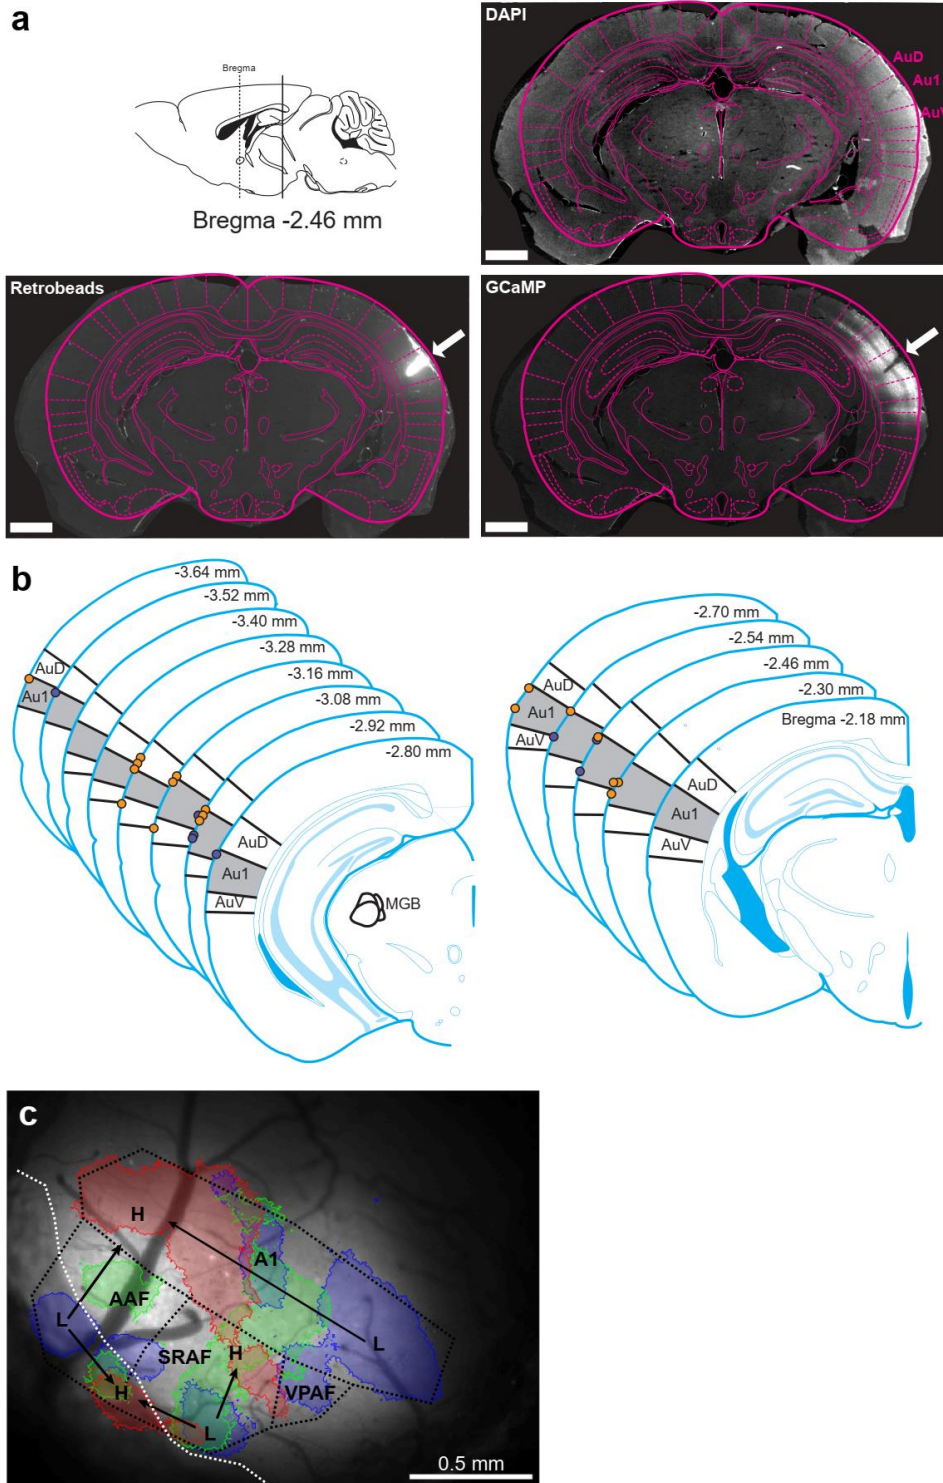 a
Bregma
Bregma -2.46 mm
DAPI
AuD
Au1
AuV
Retrobeads
GCaMP
b
-3.64 mm
-3.52 mm
-3.40 mm
-3.28 mm
-3.16 mm
-3.08 mm
-2.92 mm
-2.80 mm
AuD
Au1
AuD
Au1
AuV
MGB
-2.70 mm
-2.54 mm
-2.46 mm
-2.30 mm
Bregma -2.18 mm
AuD
Au1
AuV
AuD
Au1
AuV
c
H
A1
AAF
L
SRAF
H
L
H
VPAF
L
0.5 mm